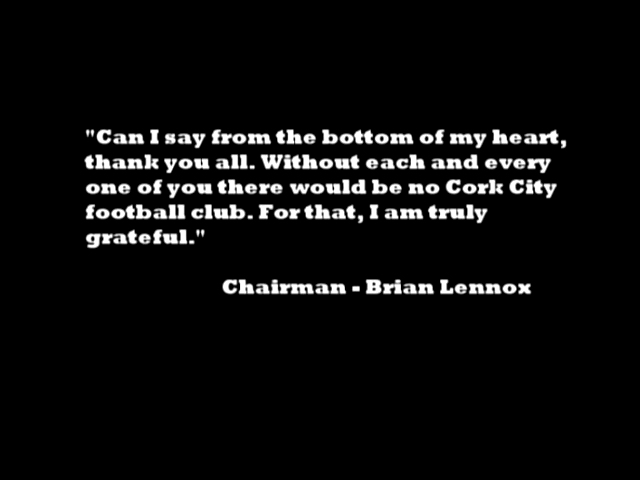 "Can I say from the bottom of my heart,
thank you all. Without each and every
one of you there would be no Cork City
football club. For that, I am truly
grateful."
Chairman - Brian Lennox